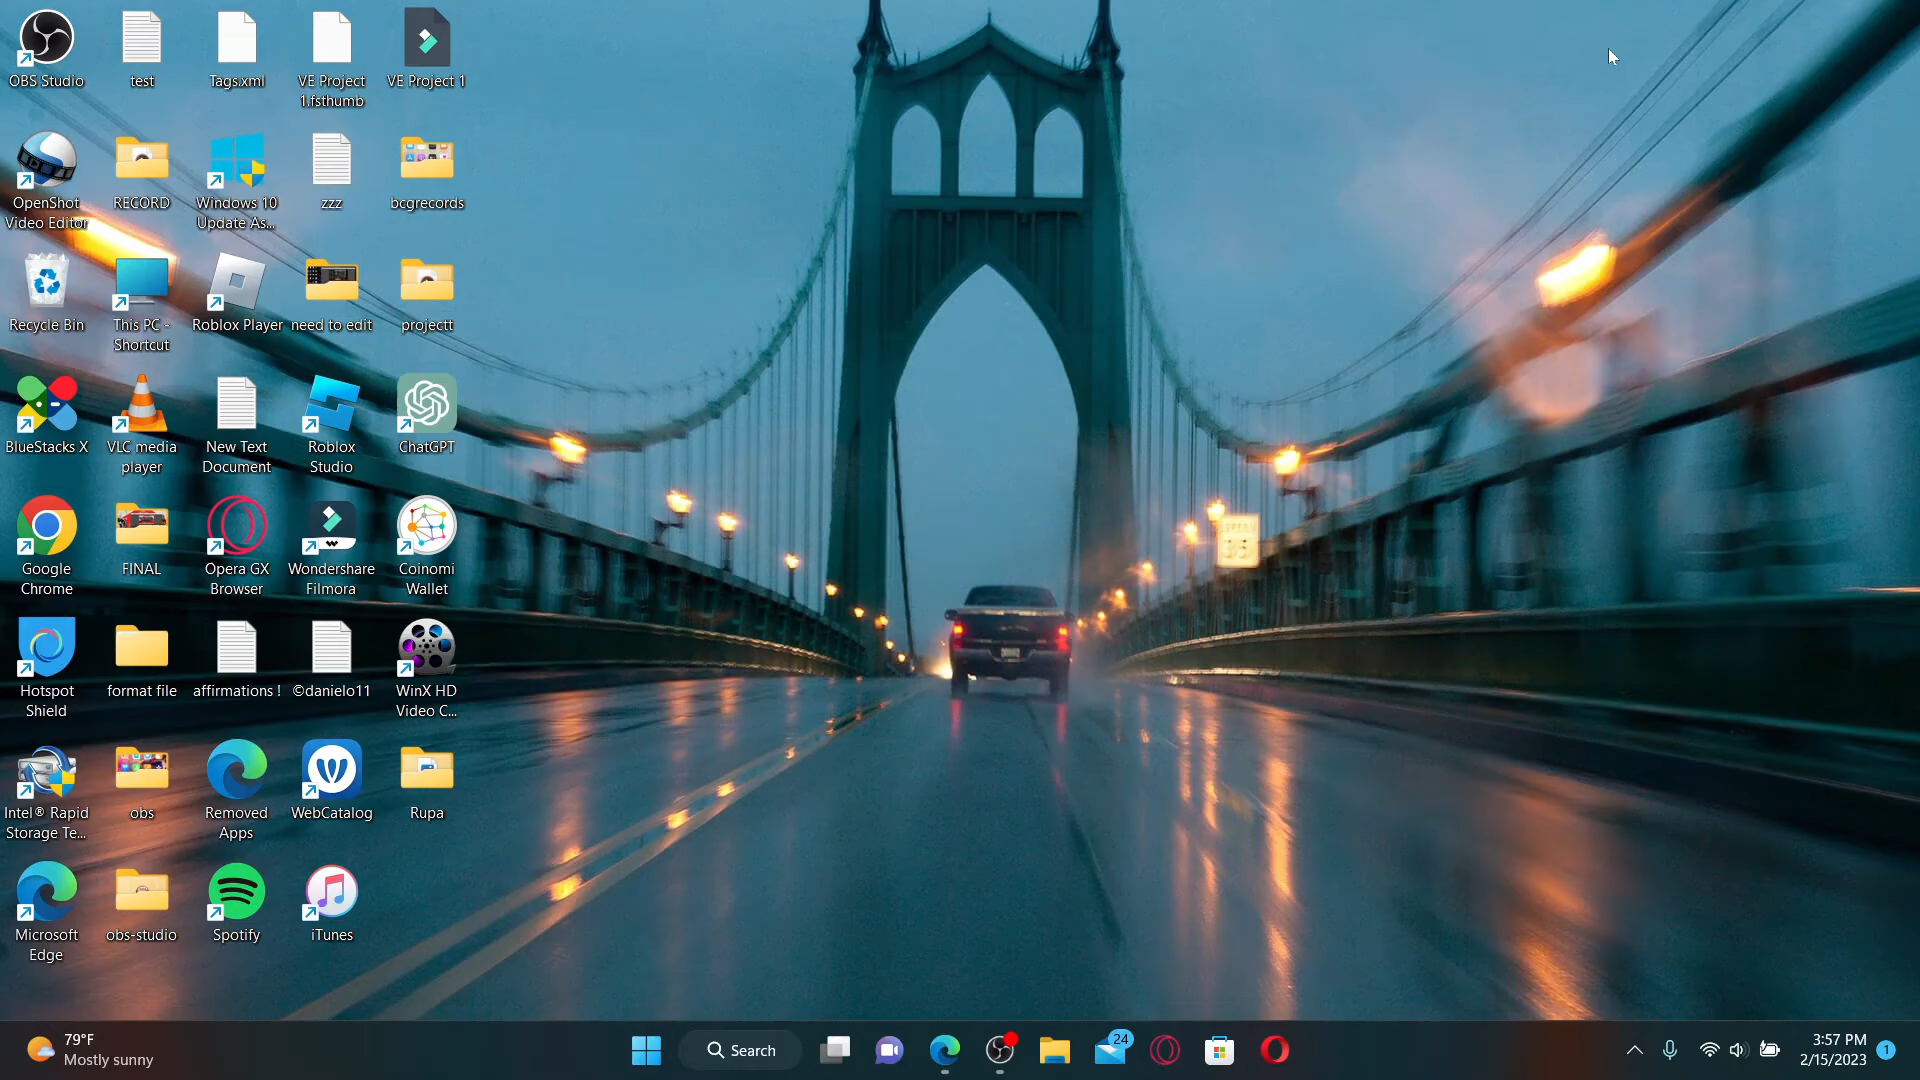 OBS Studio
test
Tags.xml
VE Project
1.fsthumb
VE Project 1
OpenShot
Video Editor
RECORD
Windows 10
Update As...
zzz
bcgrecords
Recycle Bin
This PC -
Shortcut
Roblox Player
need to edit
projectt
BlueStacks X
VLC media
player
New Text
Document
Roblox
Studio
ChatGPT
Google
Chrome
FINAL
Opera GX
Browser
Wondershare
Filmora
Coinomi
Wallet
Hotspot
Shield
format file
affirmations !
©danielo11
WinX HD
Video C...
Intel® Rapid
Storage Te...
obs
Removed
Apps
WebCatalog
Rupa
Microsoft
Edge
obs-studio
Spotify
iTunes
79°F
Mostly sunny
Search
24
3:57 PM
2/15/2023
1